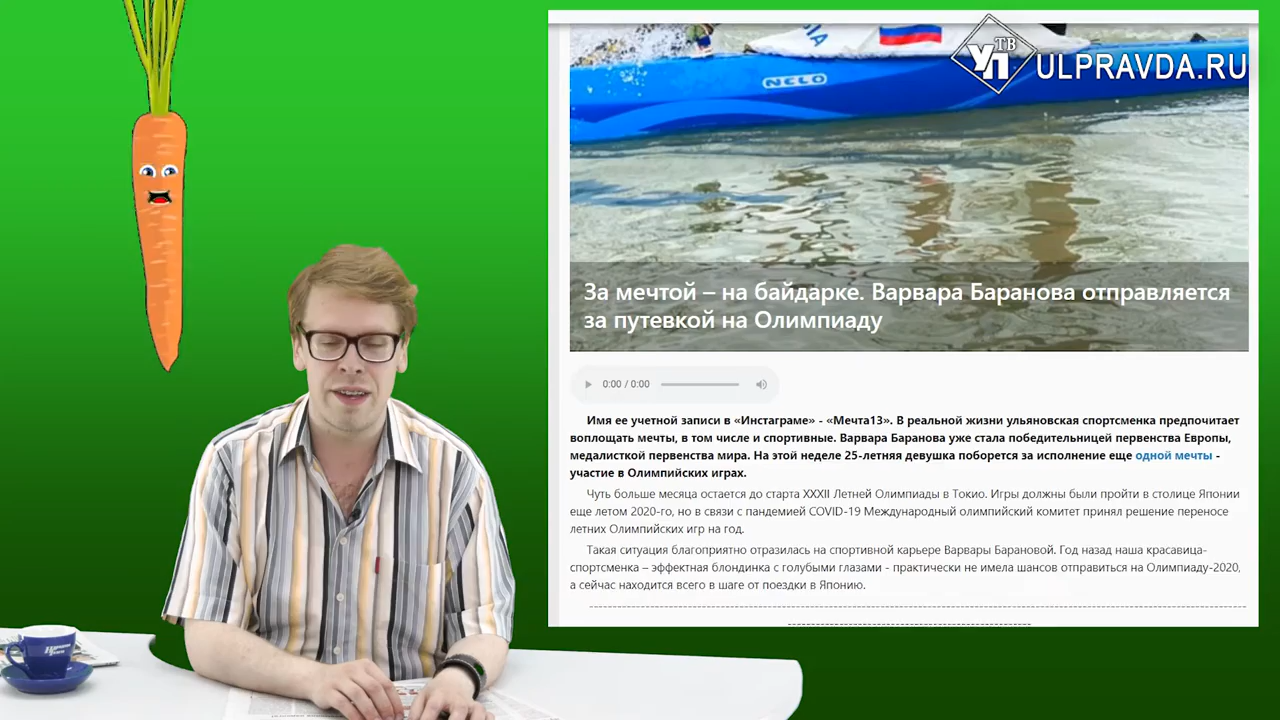 IA
NELO
УП
ТВ
ULPRAVDA.RU
За мечтой – на байдарке. Варвара Баранова отправляется
за путевкой на Олимпиаду
0:00 / 0:00
Имя ее учетной записи в «Инстаграме» - «Мечта13». В реальной жизни ульяновская спортсменка предпочитает
воплощать мечты, в том числе и спортивные. Варвара Баранова уже стала победительницей первенства Европы,
медалисткой первенства мира. На этой неделе 25-летняя девушка поборется за исполнение еще одной мечты -
участие в Олимпийских играх.
Чуть больше месяца остается до старта XXXII Летней Олимпиады в Токио. Игры должны были пройти в столице Японии
еще летом 2020-го, но в связи с пандемией COVID-19 Международный олимпийский комитет принял решение переносе
летних Олимпийских игр на год.
Такая ситуация благоприятно отразилась на спортивной карьере Варвары Барановой. Год назад наша красавица-
спортсменка – эффектная блондинка с голубыми глазами - практически не имела шансов отправиться на Олимпиаду-2020,
а сейчас находится всего в шаге от поездки в Японию.